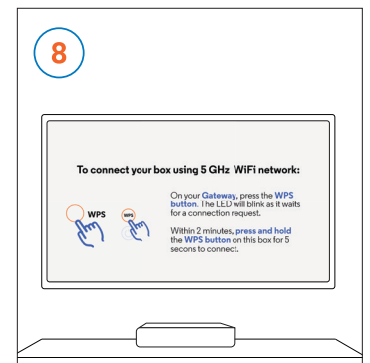 8
To connect your box using 5 GHz WiFi network:
WPS
WPS
On your Gateway, press the WPS
button. The LED will blink as it waits
for a connection request.
Within 2 minutes, press and hold
the WPS button on this box for 5
secons to connect.